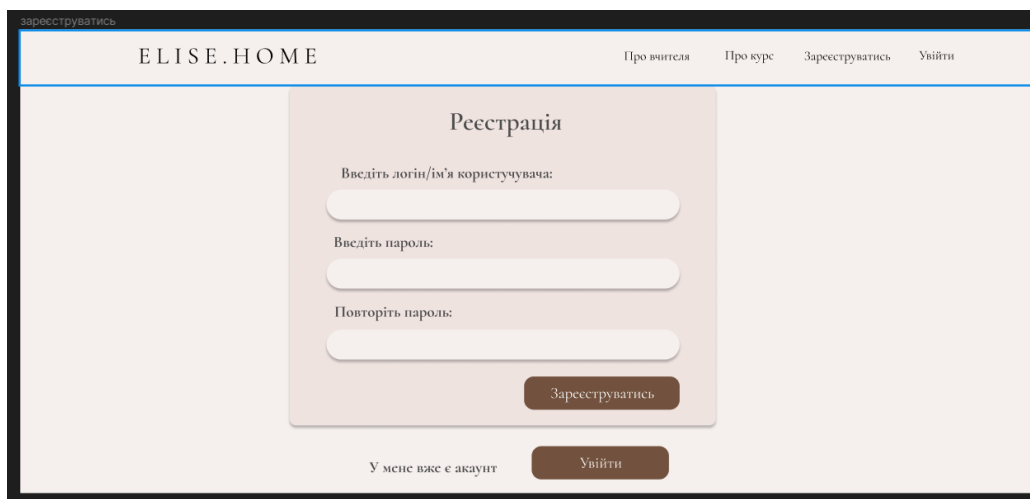 зареєструватись
ELISE.HOME Про вчителя Про курс Зареєструватись Увійти
Реєстрація
Введіть логін/ім’я користучувача:
Введіть пароль:
Повторіть пароль:
Зареєструватись
У мене вже є акаунт Увійти